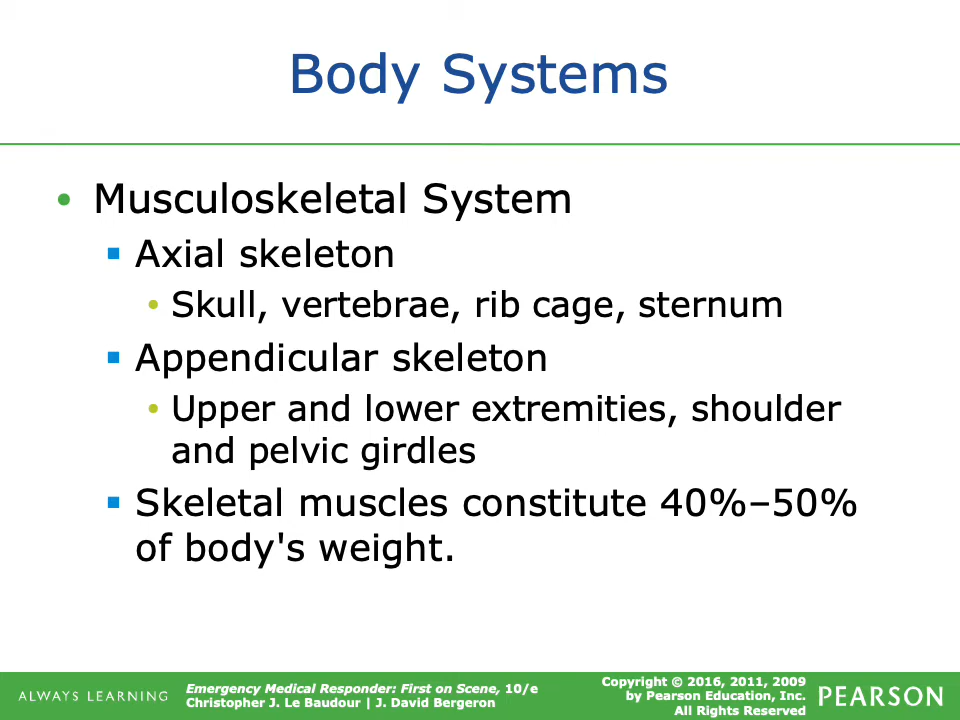 Body Systems
• Musculoskeletal System
▪ Axial skeleton
• Skull, vertebrae, rib cage, sternum
▪ Appendicular skeleton
• Upper and lower extremities, shoulder
and pelvic girdles
▪ Skeletal muscles constitute 40%–50%
of body's weight.
ALWAYS LEARNING
Emergency Medical Responder: First on Scene, 10/e
Christopher J. Le Baudour | J. David Bergeron
Copyright © 2016, 2011, 2009
by Pearson Education, Inc.
All Rights Reserved
PEARSON